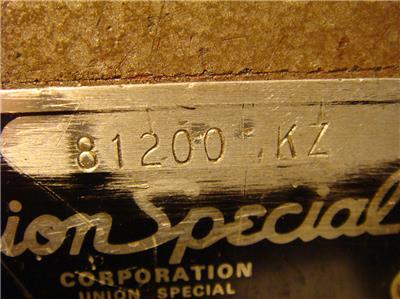 81200 KZ
ion Special
CORPORATION
UNION SPECIAL